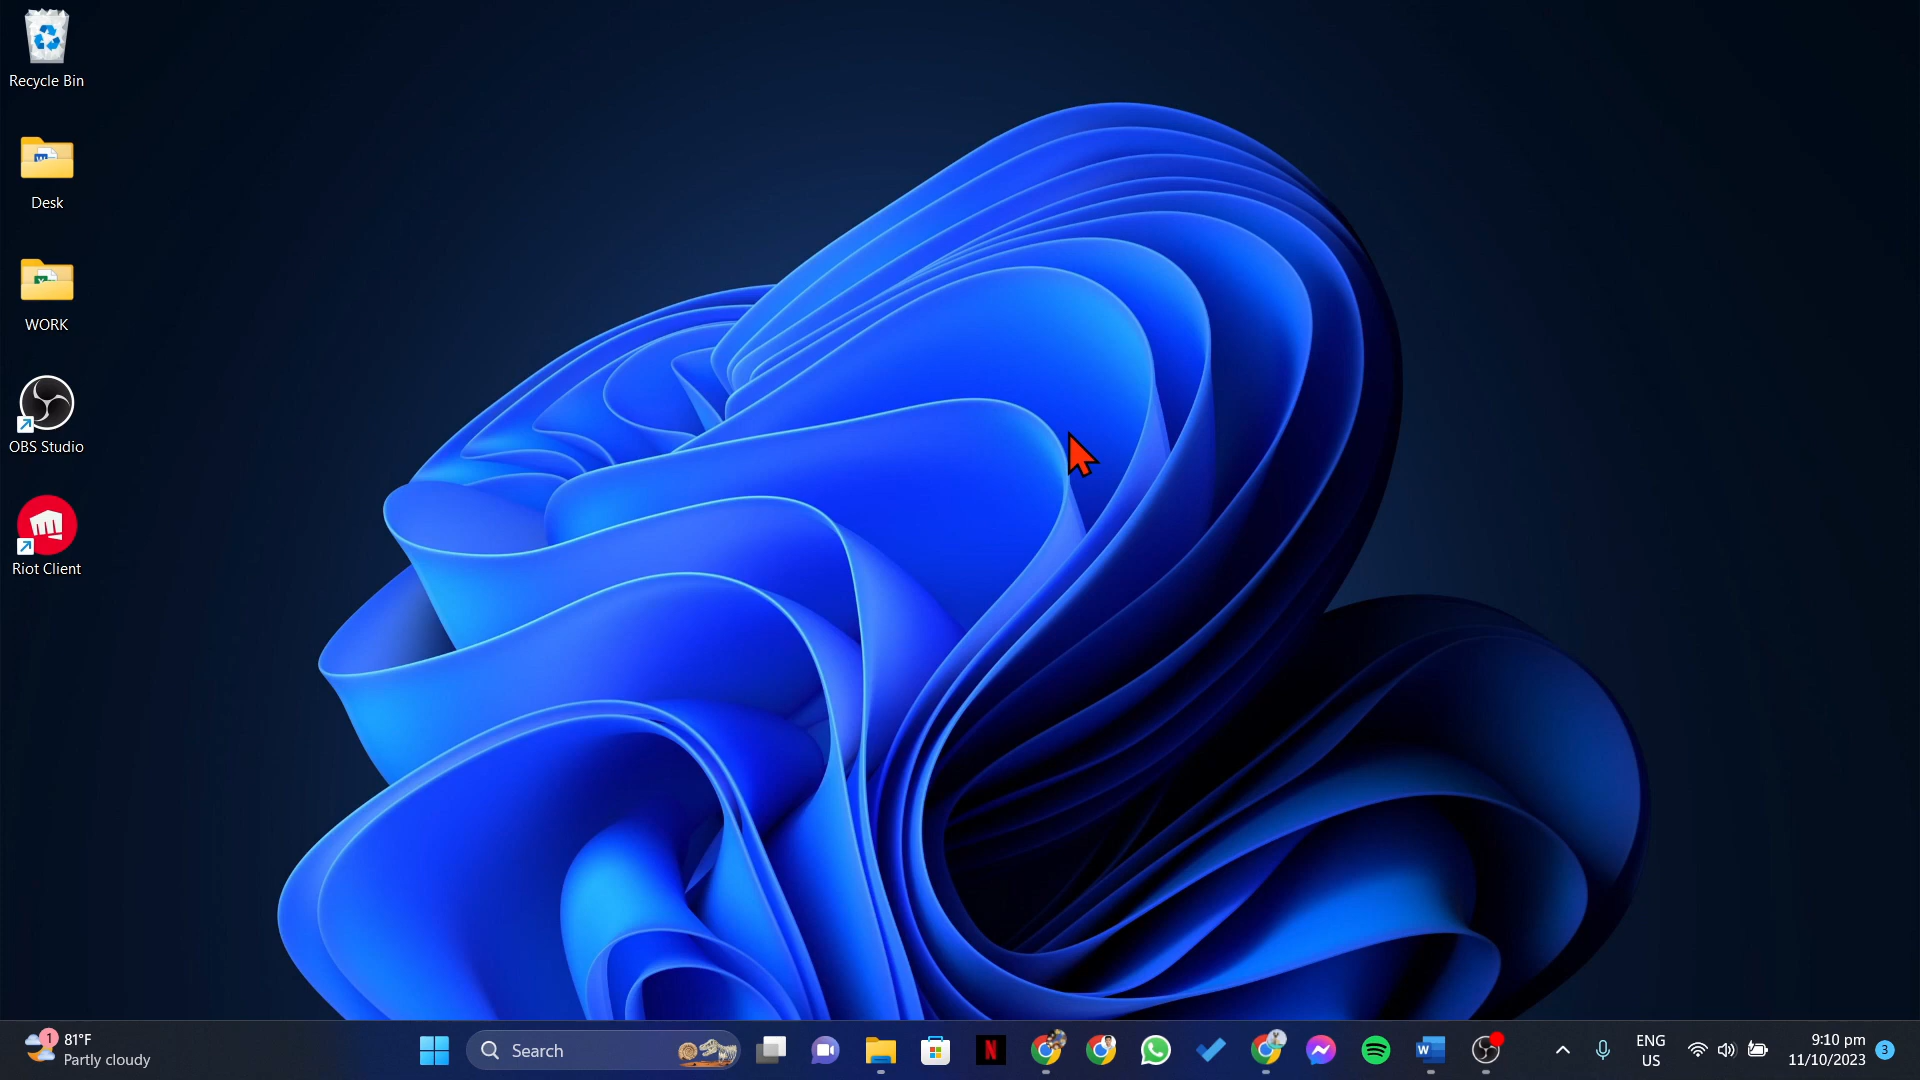 Recycle Bin
Desk
WORK
OBS Studio
Riot Client
1
81°F
Partly cloudy
Search
N
W
ENG
US
9:10 pm
11/10/2023
3